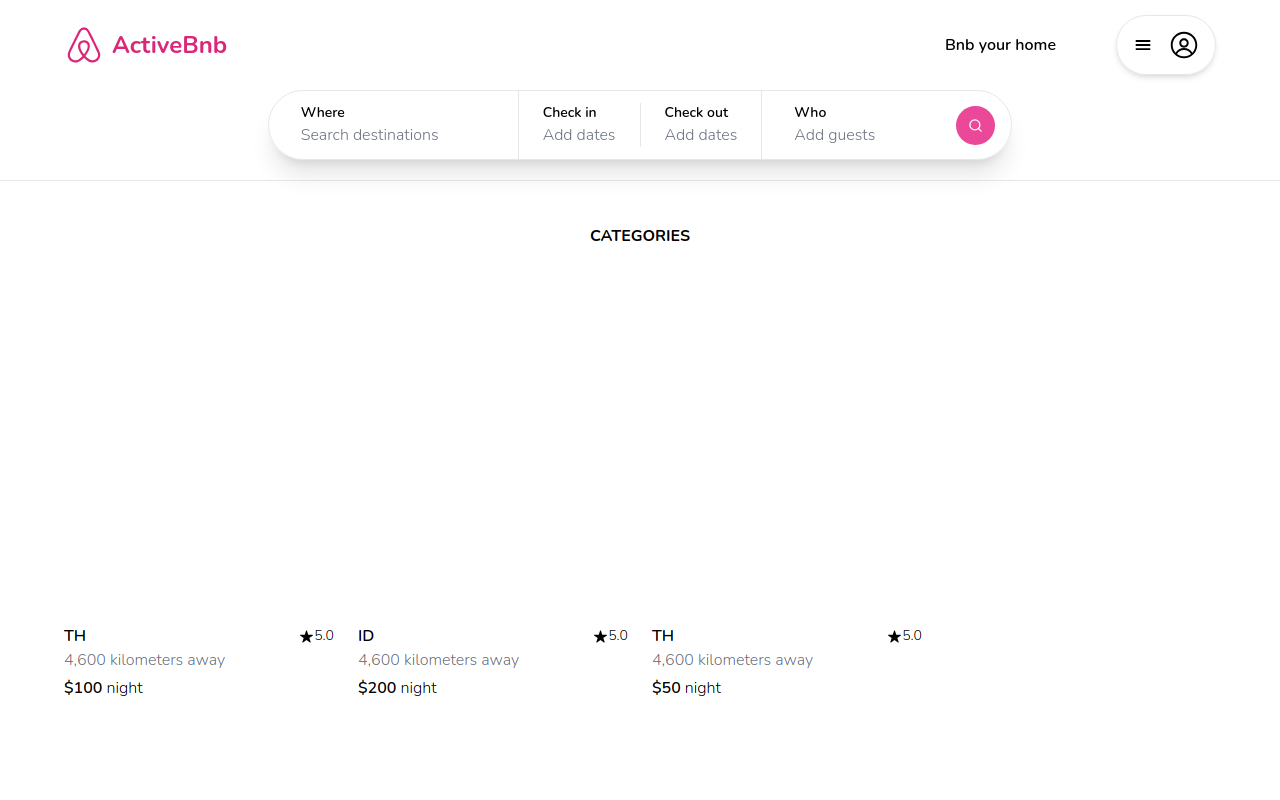 ActiveBnb
Bnb your home
Where
Search destinations
Check in
Add dates
Check out
Add dates
Who
Add guests
CATEGORIES
TH
5.0
4,600 kilometers away
$100 night
ID
5.0
4,600 kilometers away
$200 night
TH
5.0
4,600 kilometers away
$50 night